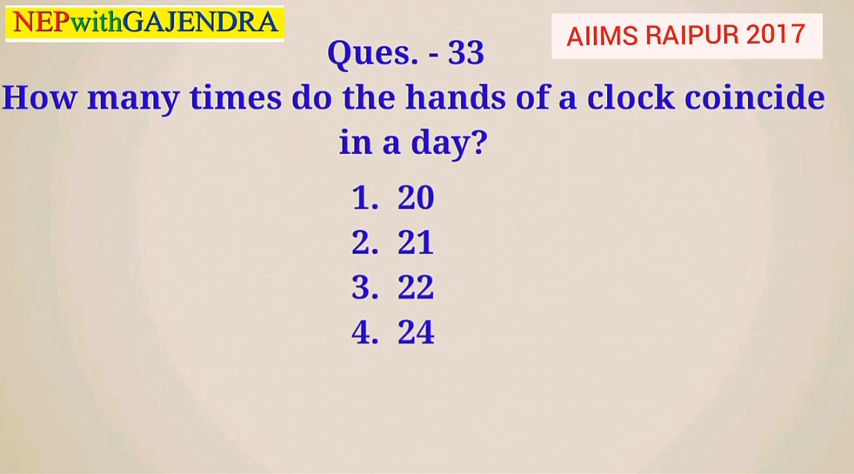 NEPwithGAJENDRA
AIIMS RAIPUR 2017
Ques. - 33
How many times do the hands of a clock coincide
in a day?
1. 20
2. 21
3. 22
4. 24